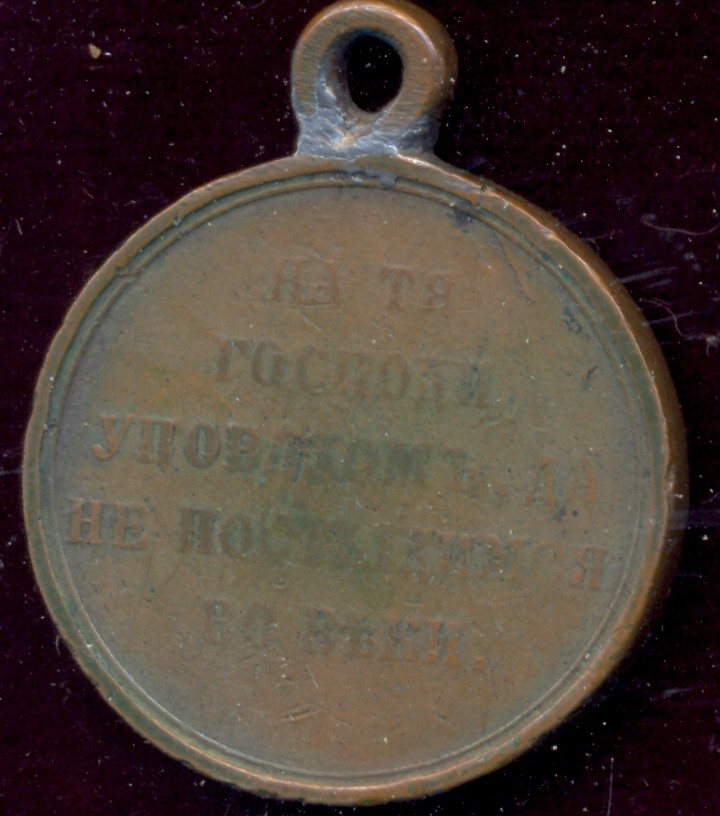 НА ТЯ
ГОСПОДИ
УПОВАХОМЪ, ДА
НЕ ПОСТЫДИМСЯ
ВО ВѢКИ.